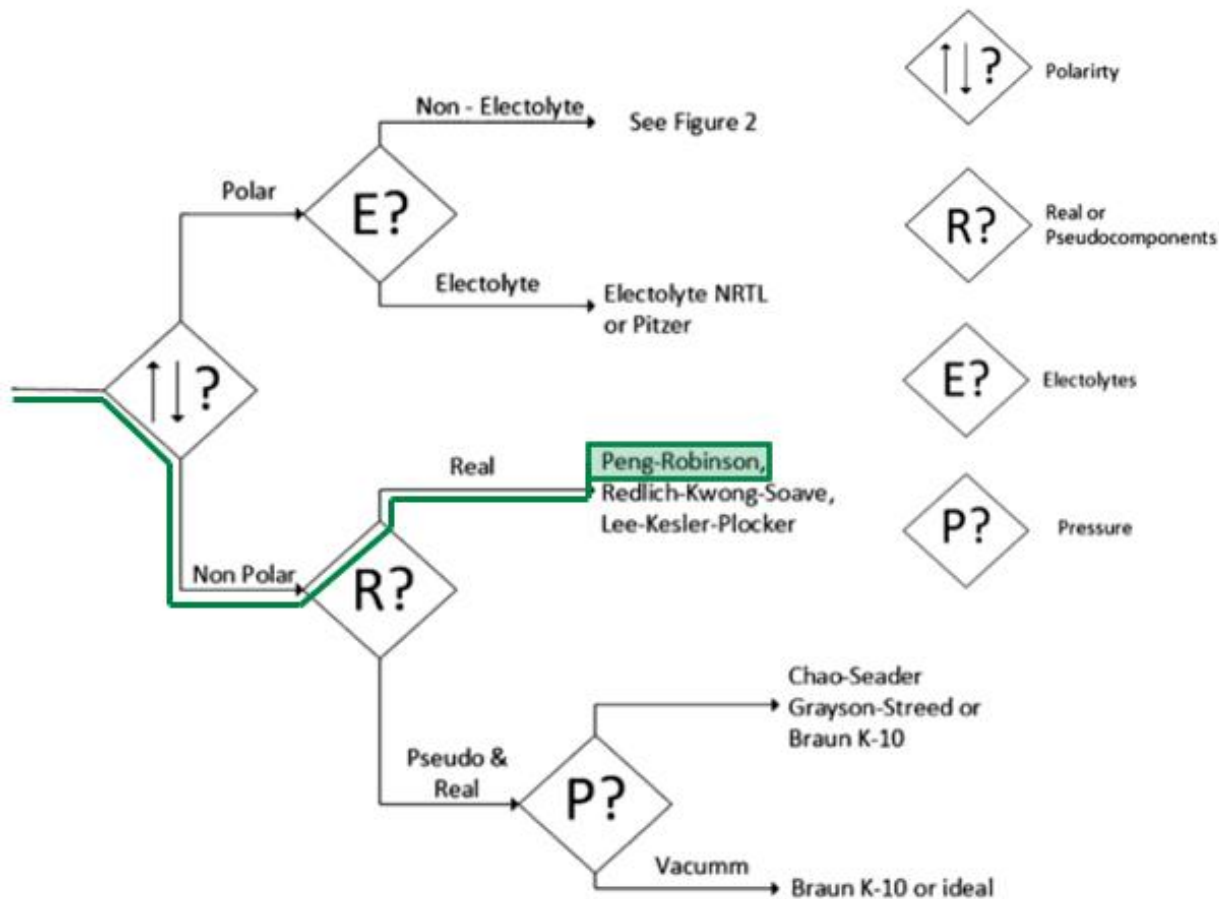 Non - Electolyte
See Figure 2
Polar
E?
Electolyte
Electolyte NRTL
or Pitzer
↑↓?
Real
Peng-Robinson,
Redlich-Kwong-Soave,
Lee-Kesler-Plocker
Non Polar
R?
Pseudo &
Real
P?
Chao-Seader
Grayson-Streed or
Braun K-10
Vacumm
Braun K-10 or ideal
↑↓?
Polarirty
R?
Real or
Pseudocomponents
E?
Electolytes
P?
Pressure